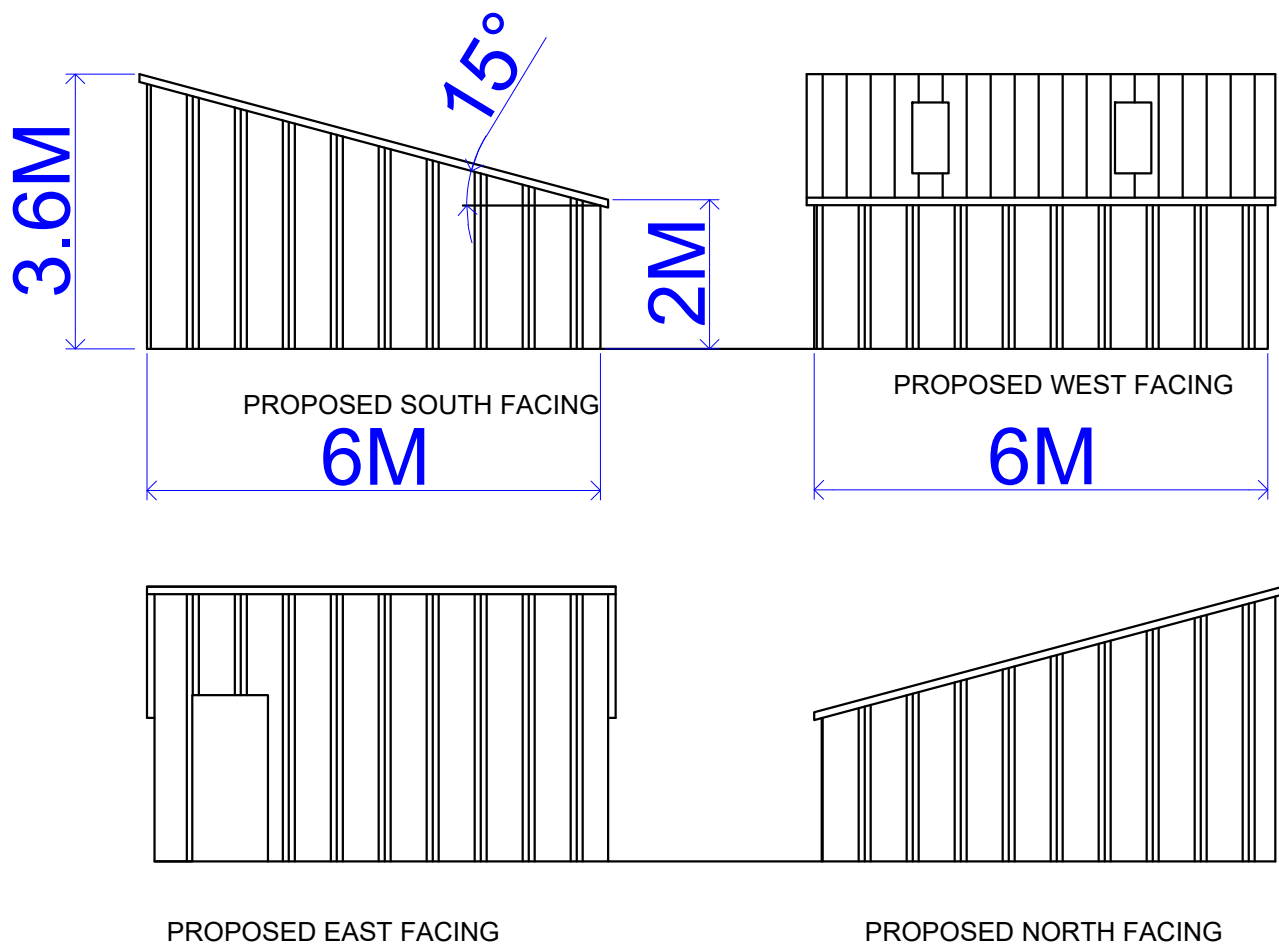 15°
3.6M
2M
PROPOSED SOUTH FACING
PROPOSED WEST FACING
6M
6M
PROPOSED EAST FACING
PROPOSED NORTH FACING